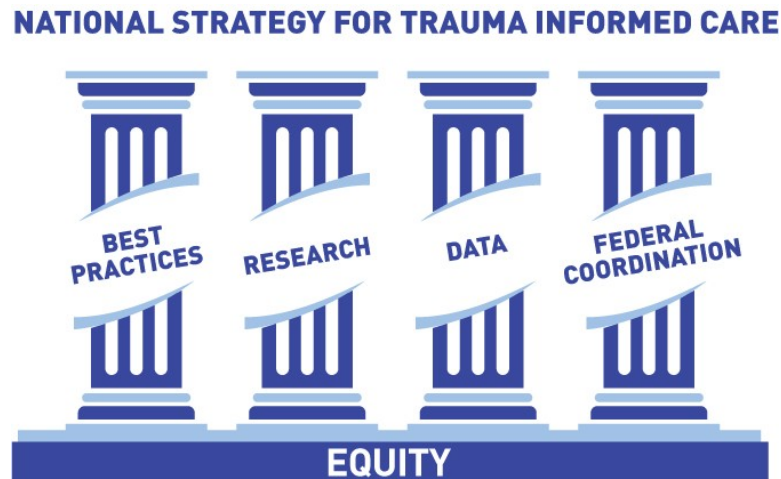 NATIONAL STRATEGY FOR TRAUMA INFORMED CARE
BEST
PRACTICES
RESEARCH
DATA
FEDERAL
COORDINATION
EQUITY